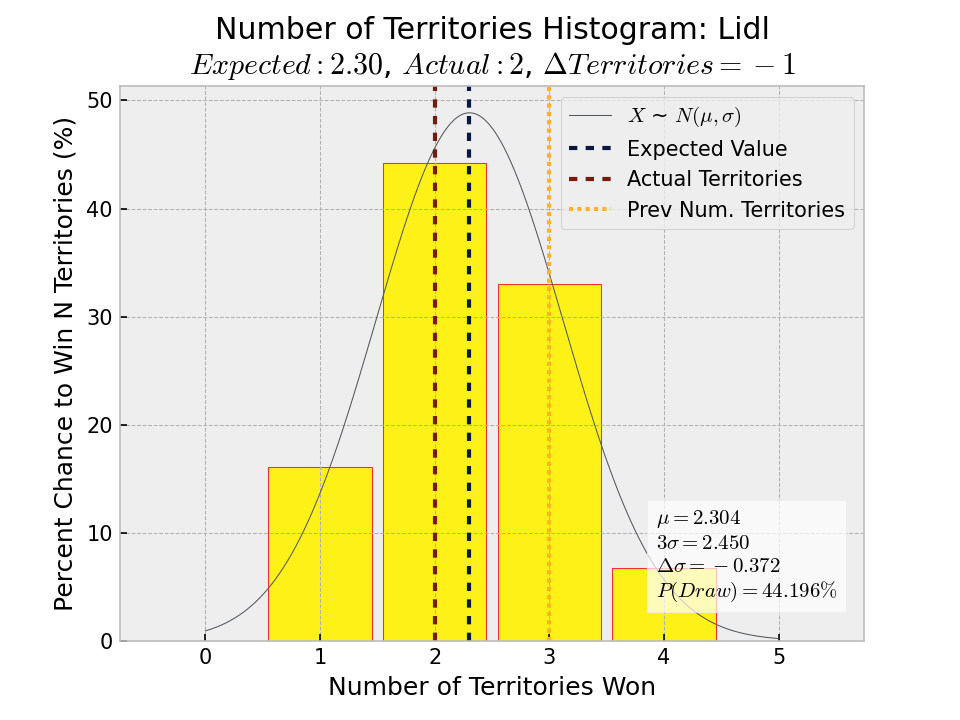 Number of Territories Histogram: Lidl
Expected: 2.30, Actual: 2, ΔTerritories = −1
Percent Chance to Win N Territories (%)
50
40
30
20
10
0
X ~ N(μ, σ)
Expected Value
Actual Territories
Prev Num. Territories
μ = 2.304
3σ = 2.450
Δσ = −0.372
P(Draw) = 44.196%
0 1 2 3 4 5
Number of Territories Won